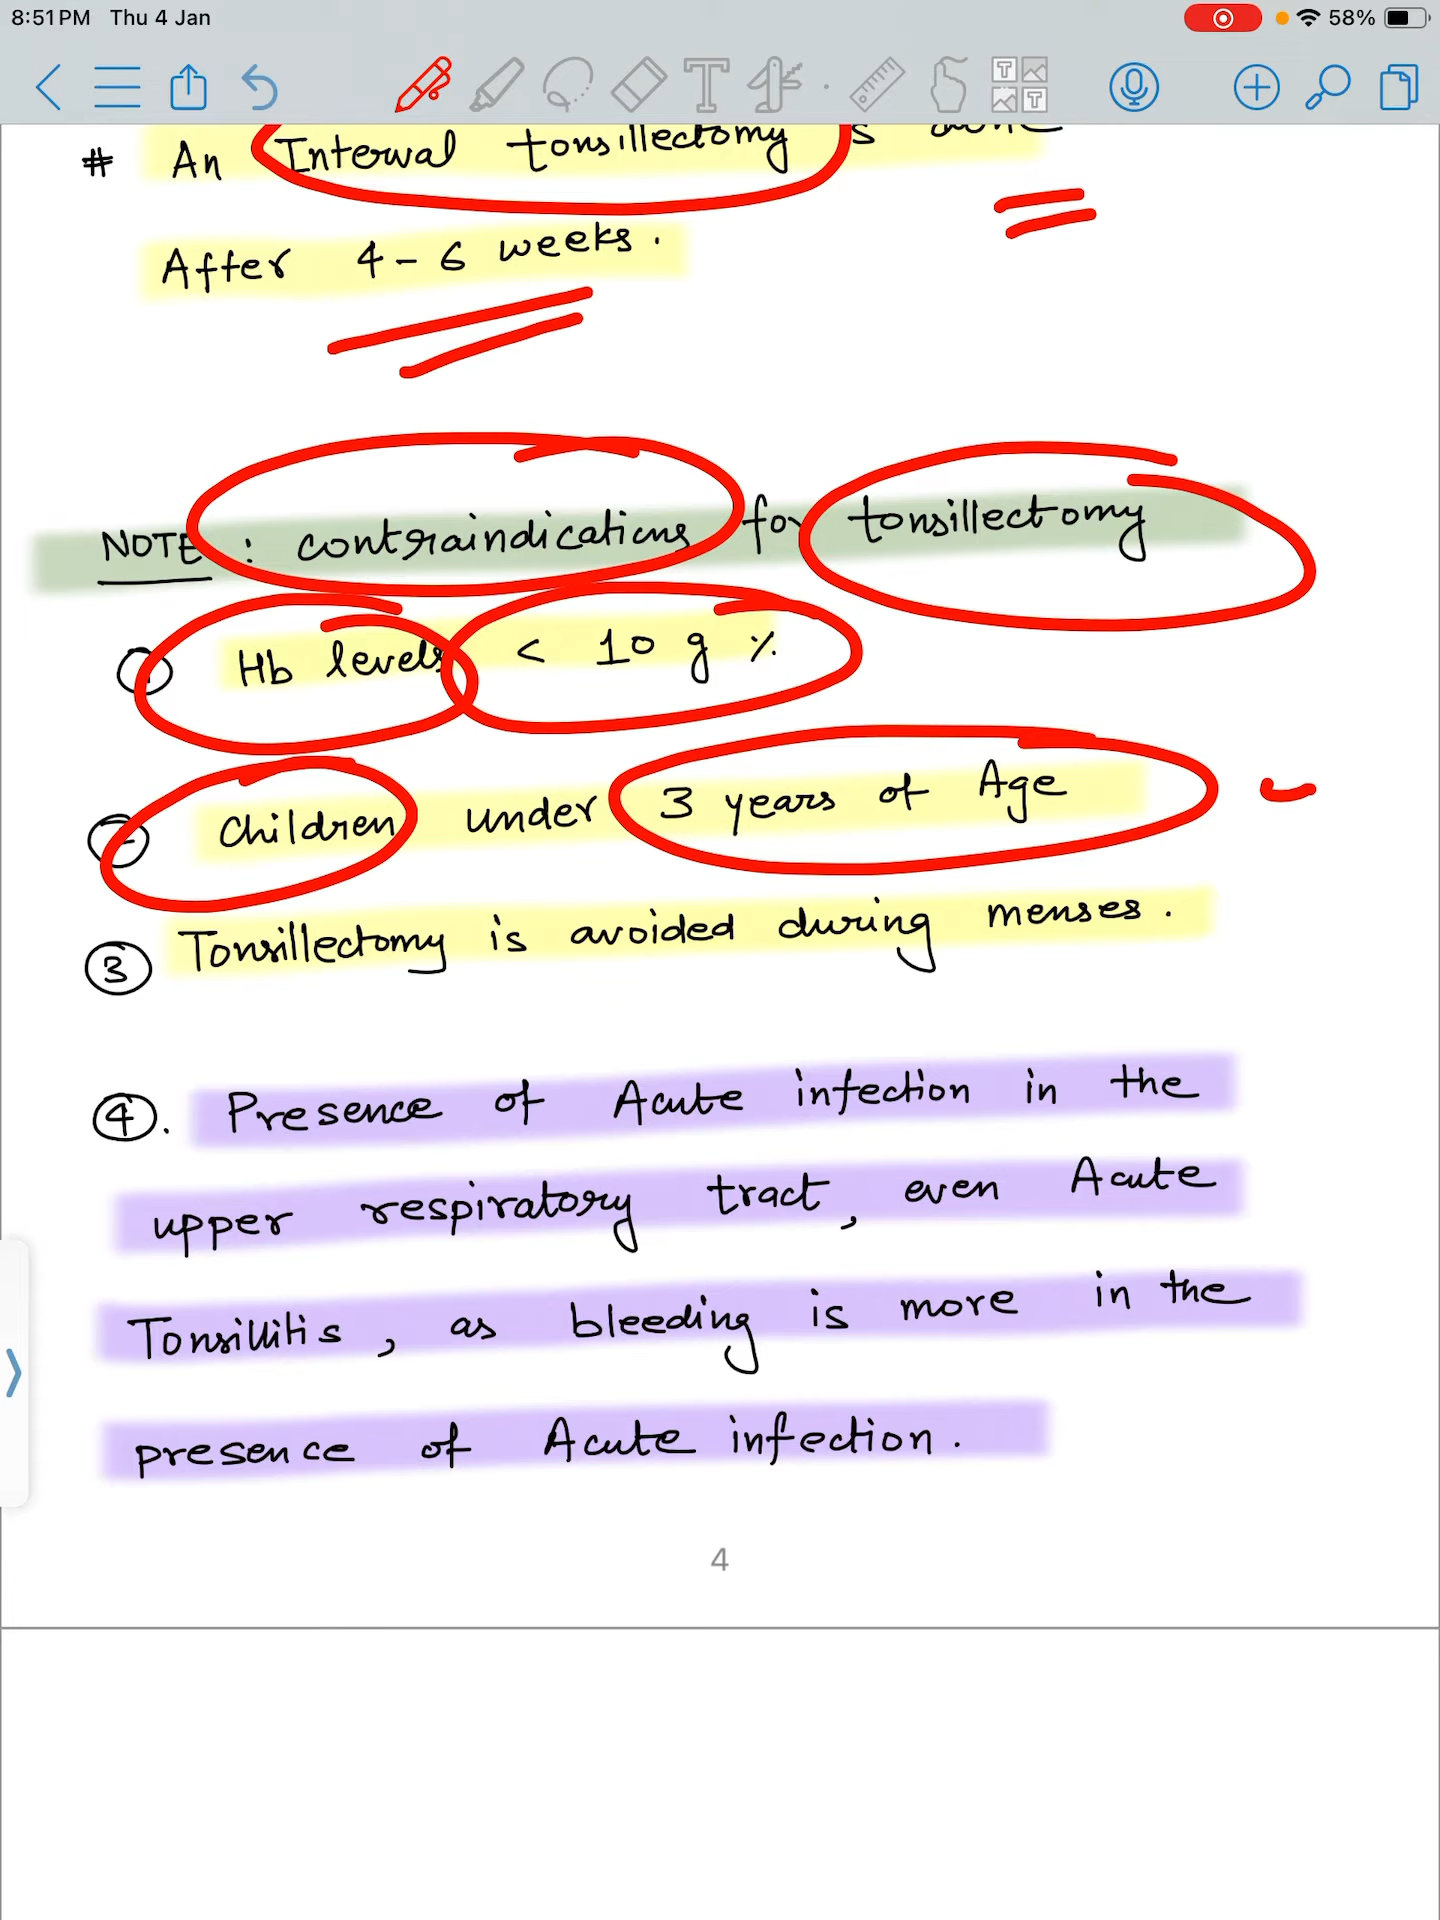 8:51 PM Thu 4 Jan
58%
# An Interval tonsillectomy is done
After 4-6 weeks.
NOTE : contraindications for tonsillectomy
① Hb levels < 10 g %
② Children under 3 years of Age
③ Tonsillectomy is avoided during menses.
④. Presence of Acute infection in the
upper respiratory tract, even Acute
Tonsillitis, as bleeding is more in the
presence of Acute infection.
4